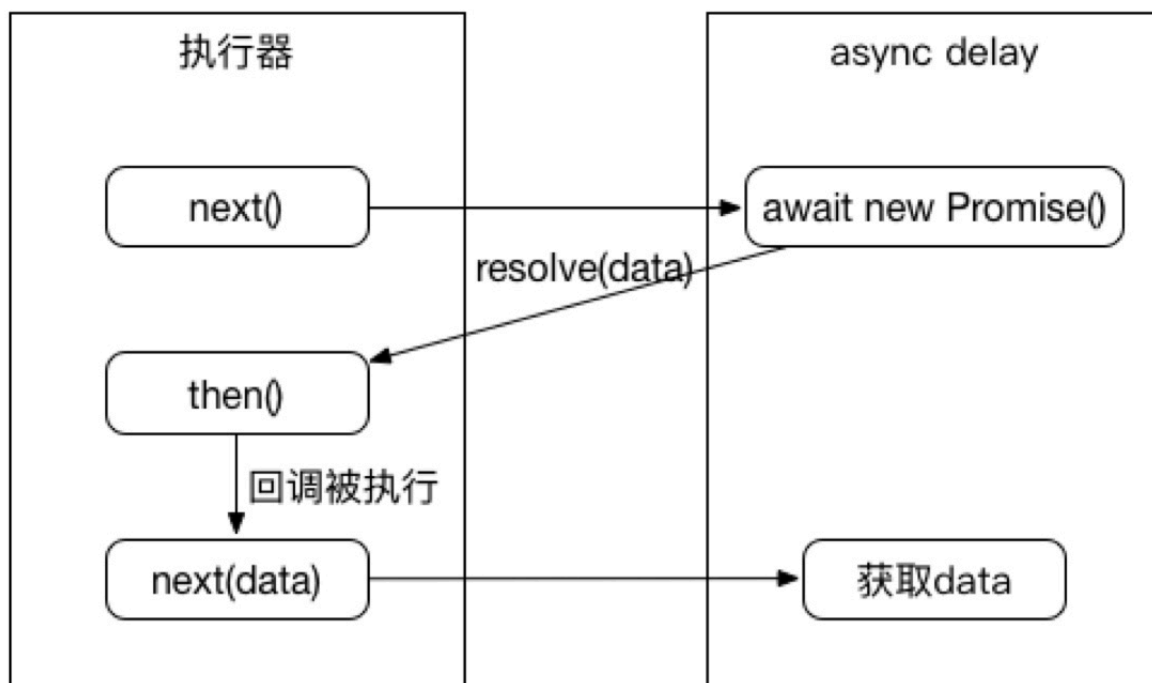 执行器
async delay
next()
await new Promise()
resolve(data)
then()
回调被执行
next(data)
获取data